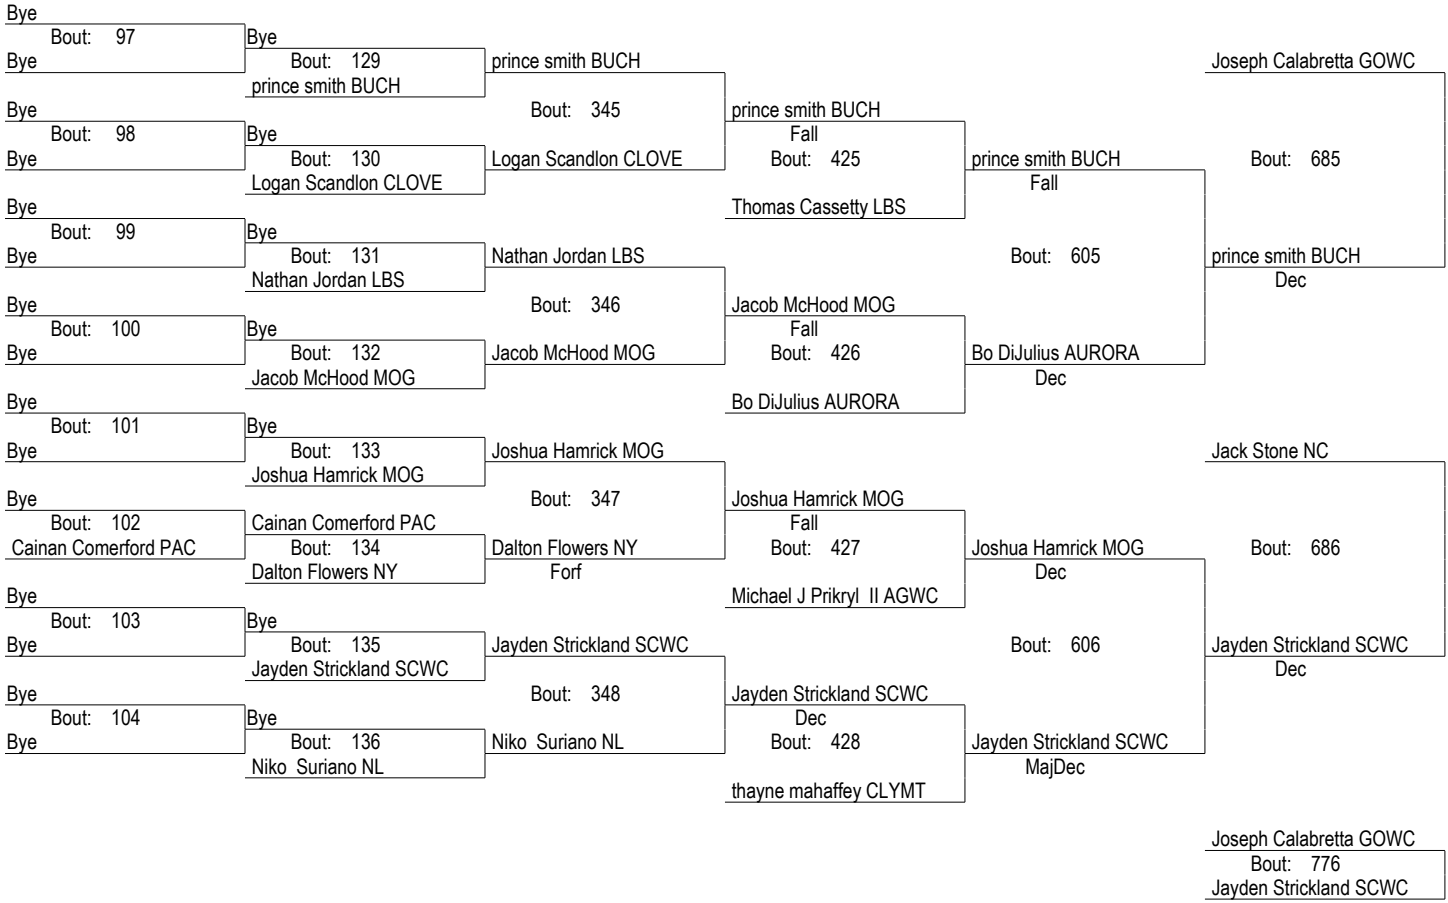 Bye
Bout: 97
Bye
Bye
Bout: 129
prince smith BUCH
prince smith BUCH
Joseph Calabretta GOWC
Bye
Bout: 98
Bye
Bye
Bout: 130
Logan Scandlon CLOVE
Bout: 345
Logan Scandlon CLOVE
prince smith BUCH
Fall
Bout: 425
Thomas Cassetty LBS
prince smith BUCH
Fall
Bout: 685
Bye
Bout: 99
Bye
Bye
Bout: 131
Nathan Jordan LBS
Nathan Jordan LBS
Bout: 605
prince smith BUCH
Dec
Bye
Bout: 100
Bye
Bye
Bout: 132
Jacob McHood MOG
Bout: 346
Jacob McHood MOG
Jacob McHood MOG
Fall
Bout: 426
Bo DiJulius AURORA
Bo DiJulius AURORA
Dec
Bye
Bout: 101
Bye
Bye
Bout: 133
Joshua Hamrick MOG
Joshua Hamrick MOG
Jack Stone NC
Bye
Bout: 102
Cainan Comerford PAC
Cainan Comerford PAC
Bout: 134
Dalton Flowers NY
Bout: 347
Dalton Flowers NY
Forf
Joshua Hamrick MOG
Fall
Bout: 427
Michael J Prikryl II AGWC
Joshua Hamrick MOG
Dec
Bout: 686
Bye
Bout: 103
Bye
Bye
Bout: 135
Jayden Strickland SCWC
Jayden Strickland SCWC
Bout: 606
Jayden Strickland SCWC
Dec
Bye
Bout: 104
Bye
Bye
Bout: 136
Niko Suriano NL
Bout: 348
Niko Suriano NL
Jayden Strickland SCWC
Dec
Bout: 428
thayne mahaffey CLYMT
Jayden Strickland SCWC
MajDec
Joseph Calabretta GOWC
Bout: 776
Jayden Strickland SCWC